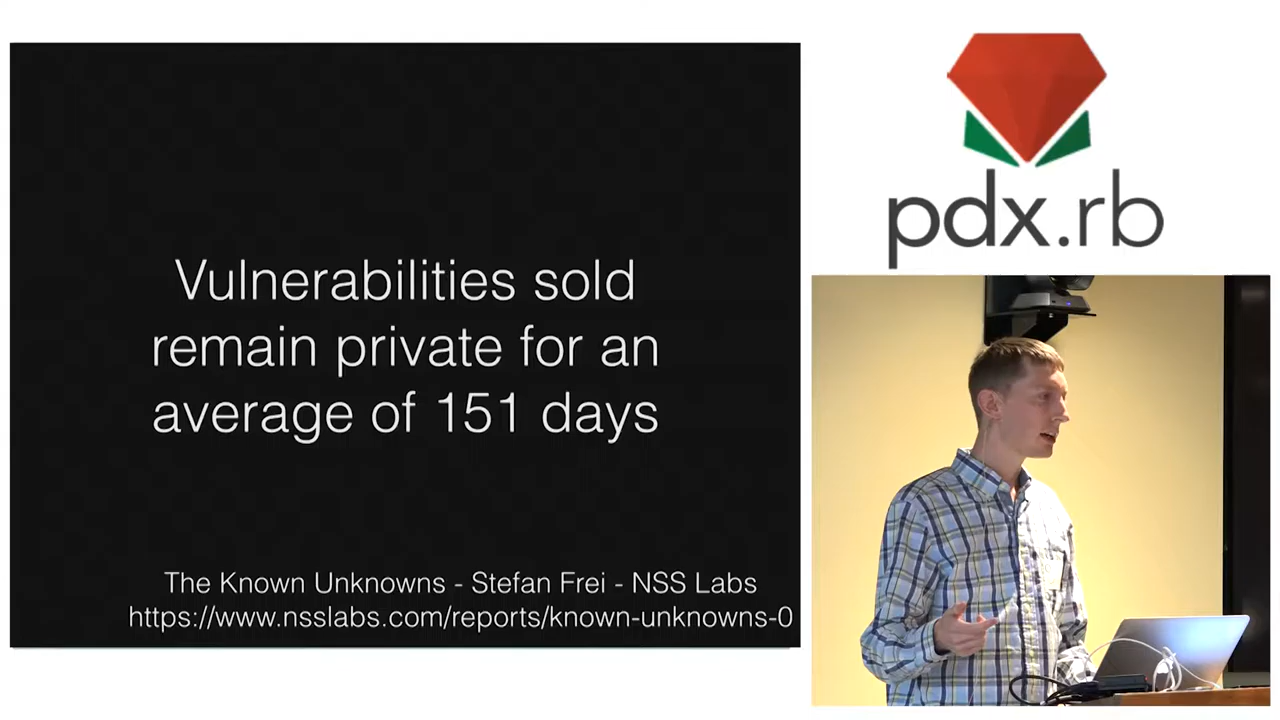 Vulnerabilities sold
remain private for an
average of 151 days
The Known Unknowns - Stefan Frei - NSS Labs
https://www.nsslabs.com/reports/known-unknowns-0
pdx.rb